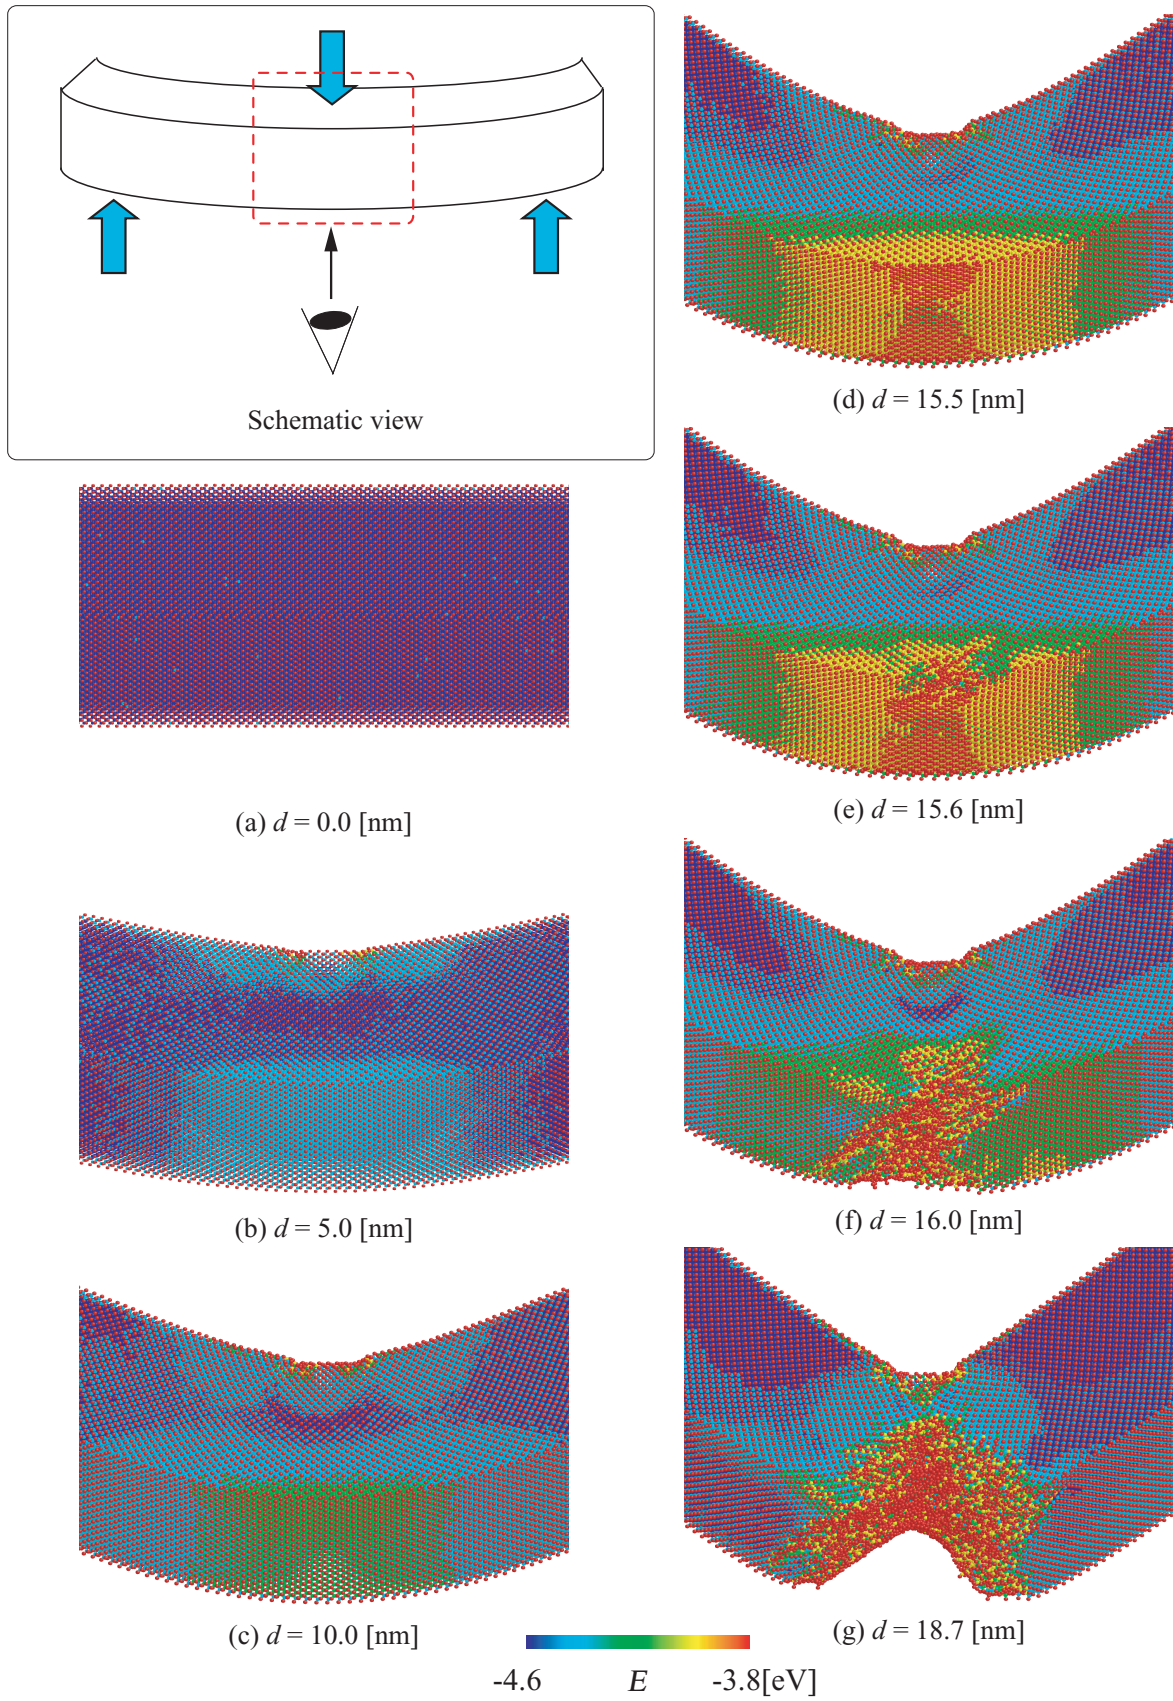 Schematic view
(a) d = 0.0 [nm]
(b) d = 5.0 [nm]
(c) d = 10.0 [nm]
(d) d = 15.5 [nm]
(e) d = 15.6 [nm]
(f) d = 16.0 [nm]
(g) d = 18.7 [nm]
-4.6 E -3.8[eV]